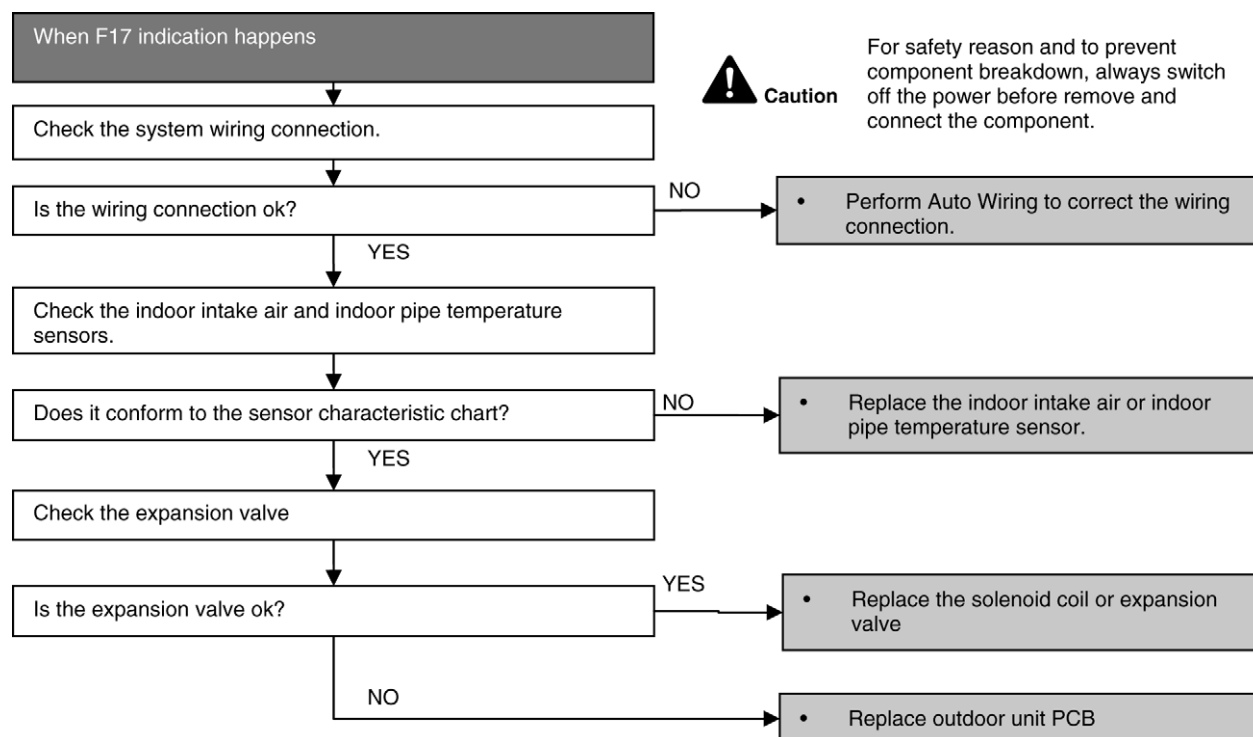 When F17 indication happens
Caution
For safety reason and to prevent
component breakdown, always switch
off the power before remove and
connect the component.
Check the system wiring connection.
Is the wiring connection ok?
NO
• Perform Auto Wiring to correct the wiring
connection.
YES
Check the indoor intake air and indoor pipe temperature
sensors.
Does it conform to the sensor characteristic chart?
NO
• Replace the indoor intake air or indoor
pipe temperature sensor.
YES
Check the expansion valve
Is the expansion valve ok?
YES
• Replace the solenoid coil or expansion
valve
NO
• Replace outdoor unit PCB